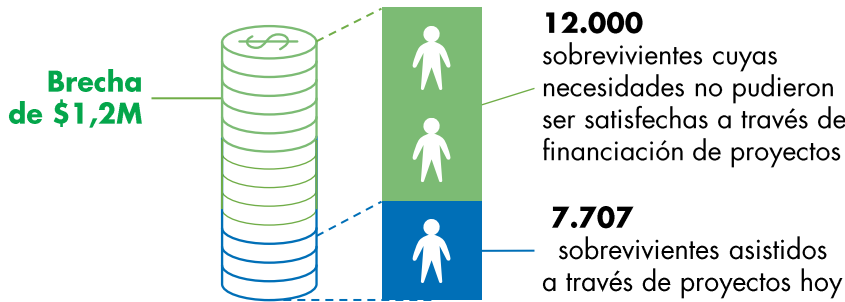 Brecha
de $1,2M
$
12.000
sobrevivientes cuyas
necesidades no pudieron
ser satisfechas a través de
financiación de proyectos
7.707
sobrevivientes asistidos
a través de proyectos hoy